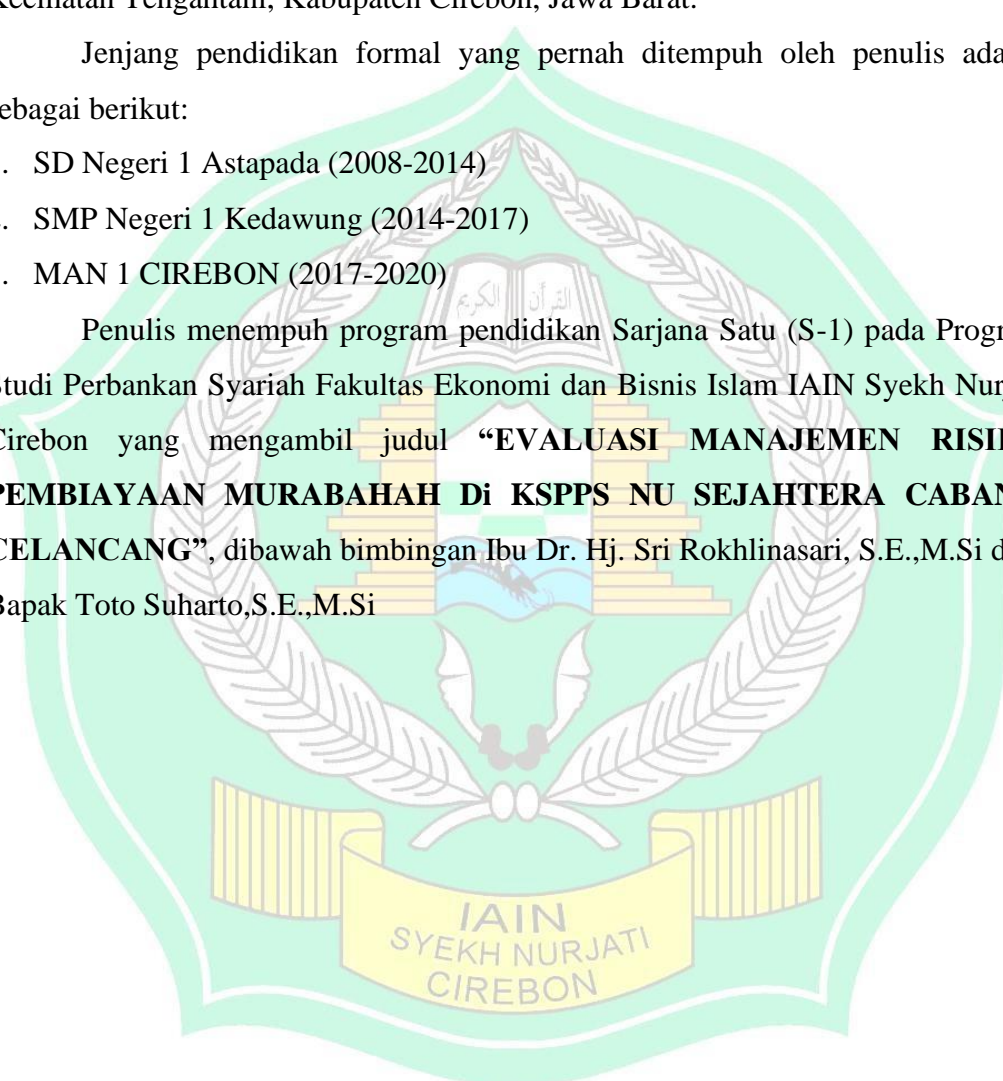 Kecmatan Tengahtani, Kabupaten Cirebon, Jawa Barat.
Jenjang pendidikan formal yang pernah ditempuh oleh penulis ada
sebagai berikut:
. SD Negeri 1 Astapada (2008-2014)
. SMP Negeri 1 Kedawung (2014-2017)
. MAN 1 CIREBON (2017-2020)
القرآن الكريم
Penulis menempuh program pendidikan Sarjana Satu (S-1) pada Progr
Studi Perbankan Syariah Fakultas Ekonomi dan Bisnis Islam IAIN Syekh Nurj
Cirebon yang mengambil judul “EVALUASI MANAJEMEN RISI
PEMBIAYAAN MURABAHAH Di KSPPS NU SEJAHTERA CABAN
CELANCANG”, dibawah bimbingan Ibu Dr. Hj. Sri Rokhlinasari, S.E.,M.Si d
Bapak Toto Suharto,S.E.,M.Si
IAIN
SYEKH NURJATI
CIREBON